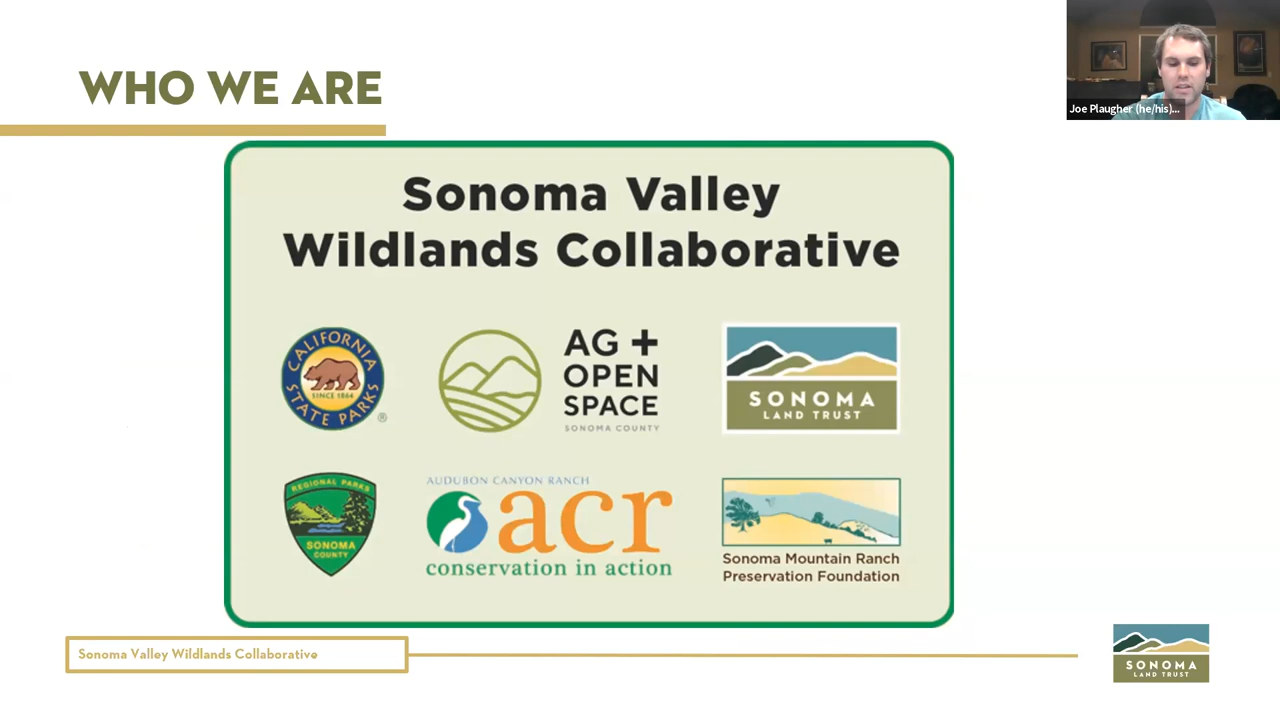 WHO WE ARE
Joe Plaugher (he/his)...
Sonoma Valley
Wildlands Collaborative
CALIFORNIA
STATE PARKS
SINCE 1864
®
AG +
OPEN
SPACE
SONOMA COUNTY
SONOMA
LAND TRUST
REGIONAL PARKS
SONOMA
COUNTY
AUDUBON CANYON RANCH
acr
conservation in action
Sonoma Mountain Ranch
Preservation Foundation
Sonoma Valley Wildlands Collaborative
SONOMA
LAND TRUST